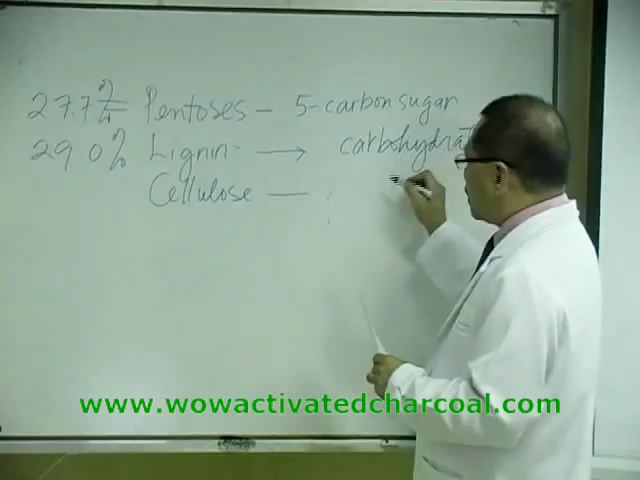 27.7% Pentoses - 5-carbon sugar
29.0% Lignin → carbohydrat
Cellulose —
www.wowactivatedcharcoal.com